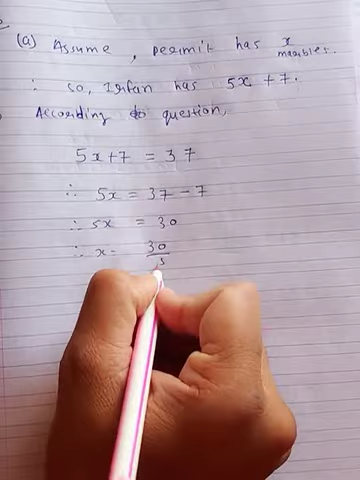 (a) Assume, permit has x marbles.
∴ so, Irfan has 5x + 7.
According to question,
5x+7 = 37
∴ 5x = 37 - 7
∴ 5x = 30
∴ x = 30/5